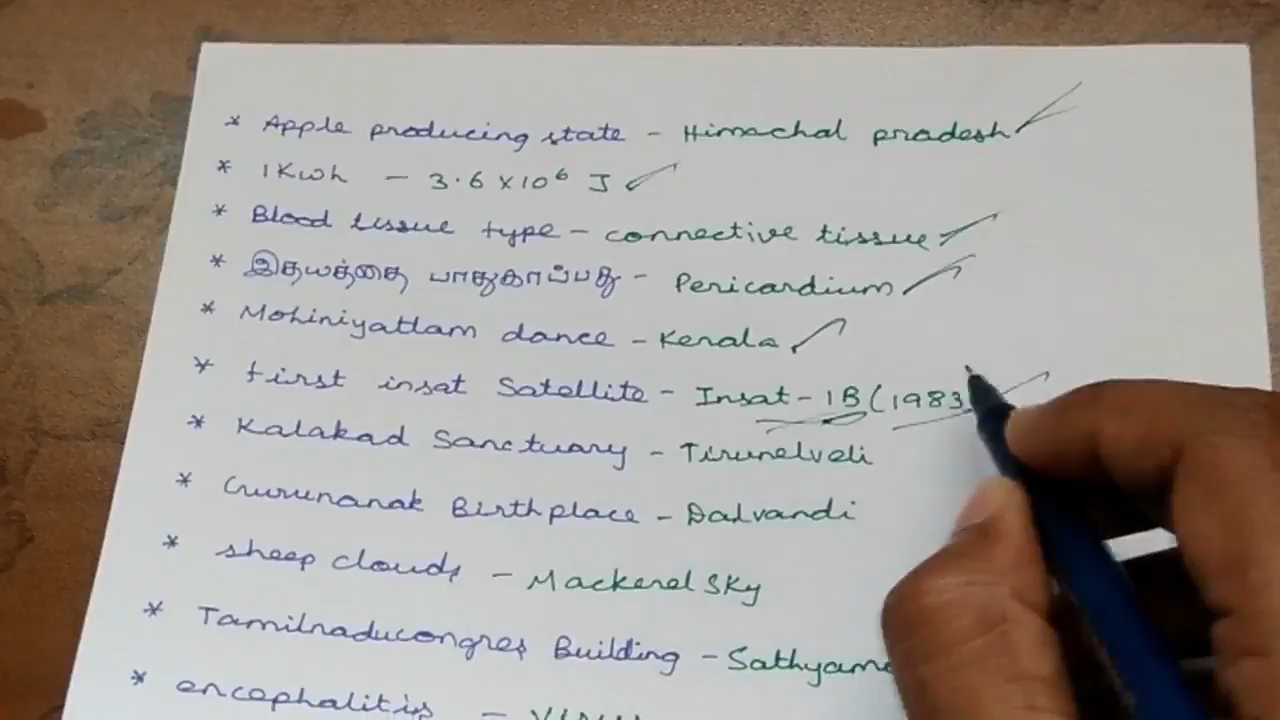 * Apple producing state - Himachal pradesh
* 1Kwh - 3.6 x 10⁶ J
* Blood tissue type - connective tissue
* இதயத்தை பாதுகாப்பது - Pericardium
* Mohiniyattam dance - Kerala
* first insat Satellite - Insat - 1B (1983
* Kalakad Sanctuary - Tirunelveli
* Gurunanak Birthplace - Dalvandi
* sheep clouds - Mackerel Sky
* Tamilnaducongres Building - Sathyam
* encephalitis -